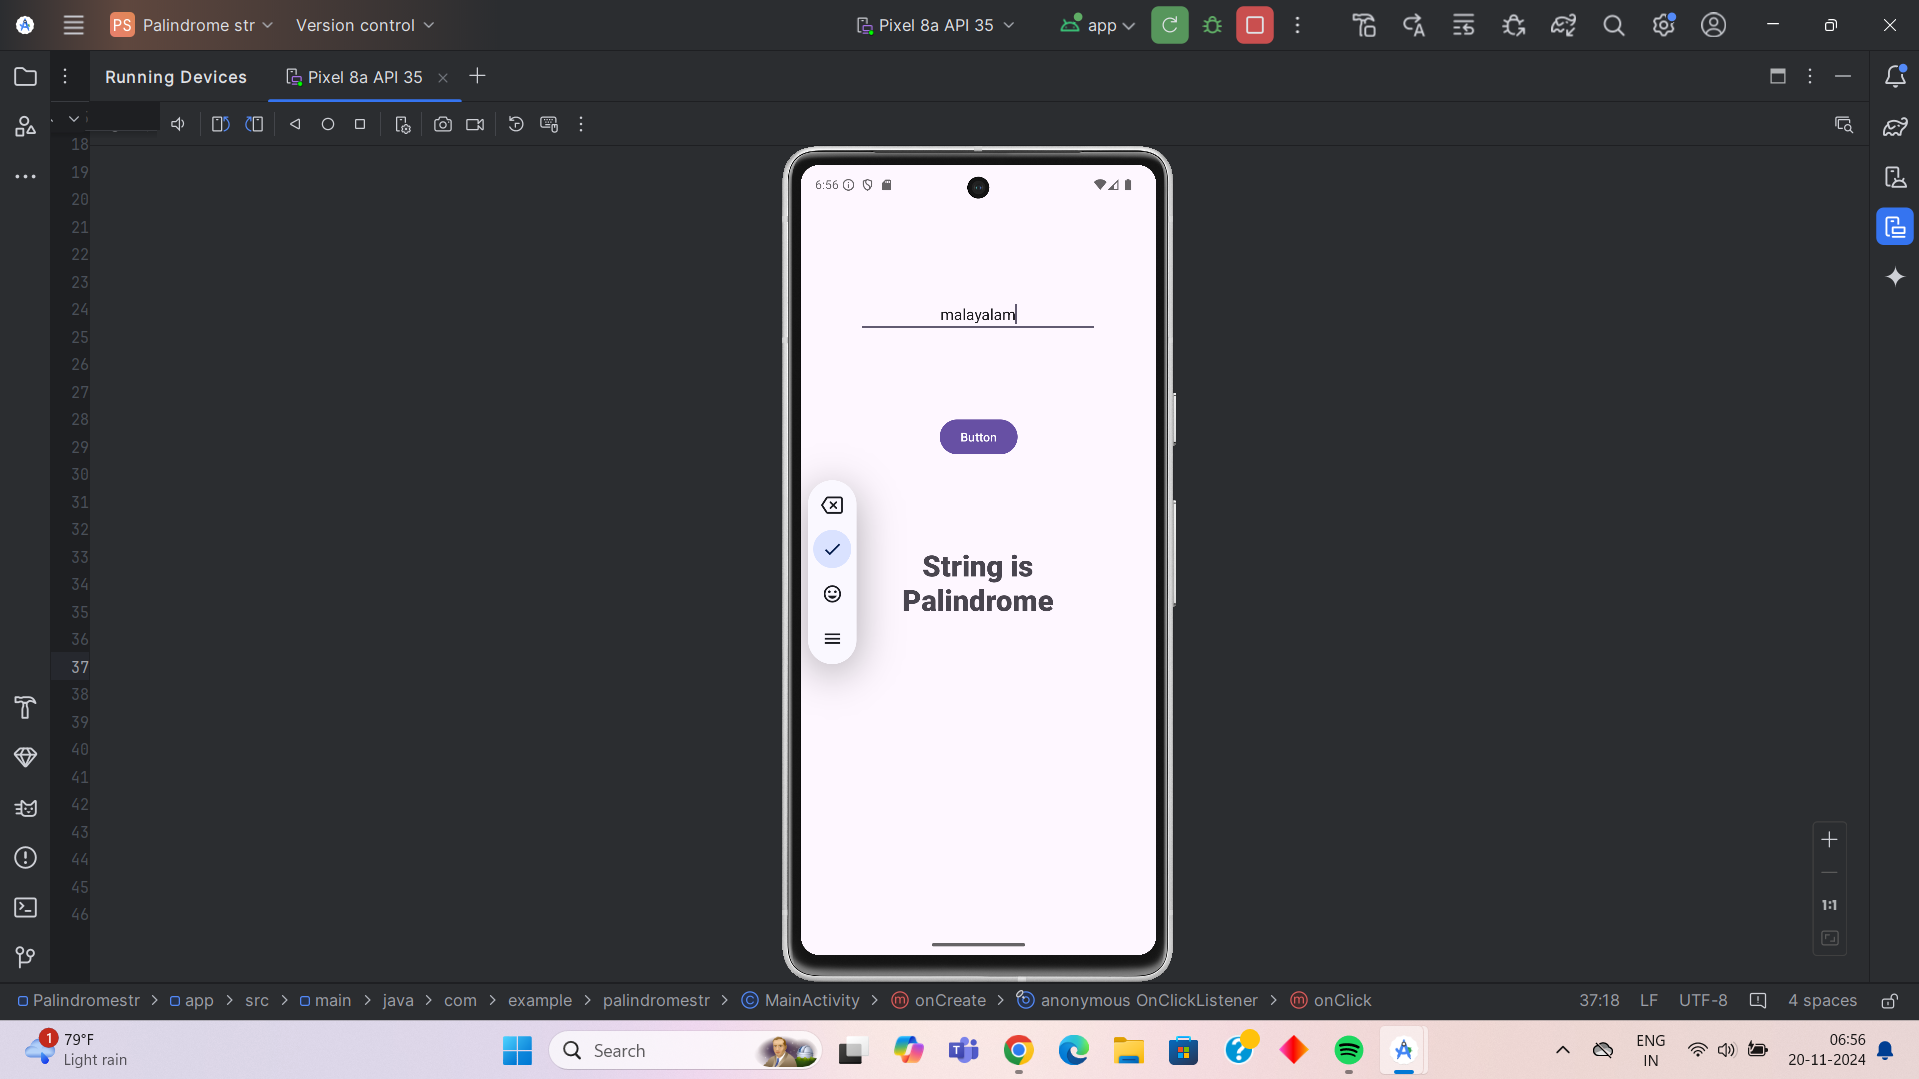 PS Palindrome str Version control Pixel 8a API 35 app
Running Devices Pixel 8a API 35
18
19
20
21
22
23
24
25
26
27
28
29
30
31
32
33
34
35
36
37
38
39
40
41
42
43
44
45
46
6:56
malayalam
Button
String is
Palindrome
1:1
Palindromestr > app > src > main > java > com > example > palindromestr > MainActivity > onCreate > anonymous OnClickListener > onClick 37:18 LF UTF-8 4 spaces
1 79°F
Light rain
Search
ENG
IN
06:56
20-11-2024